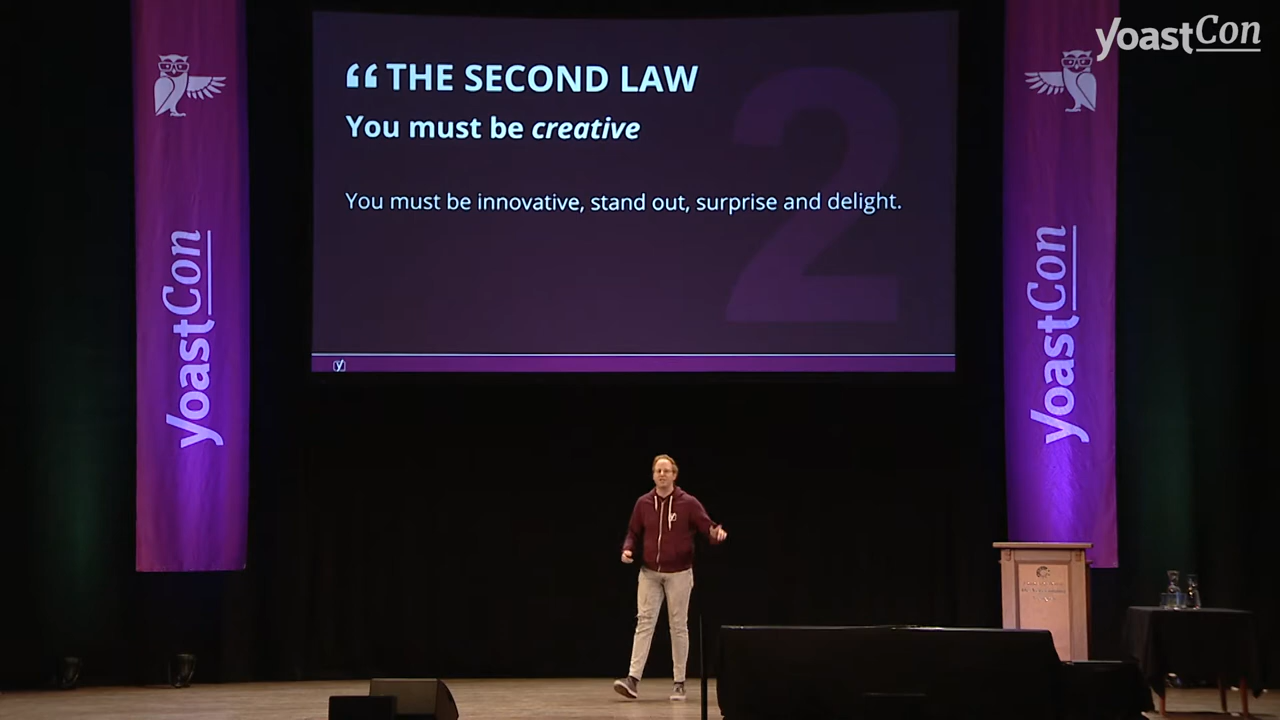 yoastCon
“ THE SECOND LAW
You must be creative
You must be innovative, stand out, surprise and delight.
2
yoastCon
yoastCon
y